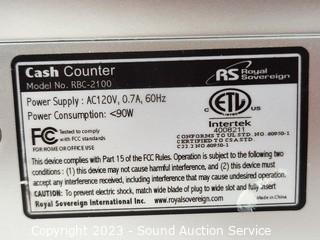 Cash Counter
Model No. RBC-2100
RS Royal Sovereign
Power Supply : AC120V, 0.7A, 60Hz
Power Consumption: <90W
FC Tested to comply with FCC Standards
FOR HOME OR OFFICE USE
c ETL us
Intertek
4006211
CONFORMS TO UL STD. NO. 60950-1
CERTIFIED TO CSA STD.
C22.2 NO 60950-1
This device complies with Part 15 of the FCC Rules. Operation is subject to the following two
conditions : (1) this device may not cause harmful interference, and (2) this device must accept
any interference received, including interference that may cause undesired operation.
CAUTION: To prevent electric shock, match wide blade of plug to wide slot and fully insert
Royal Sovereign International Inc. www.royalsovereign.com
Made in China
Copyright 2023 - Sound Auction Service